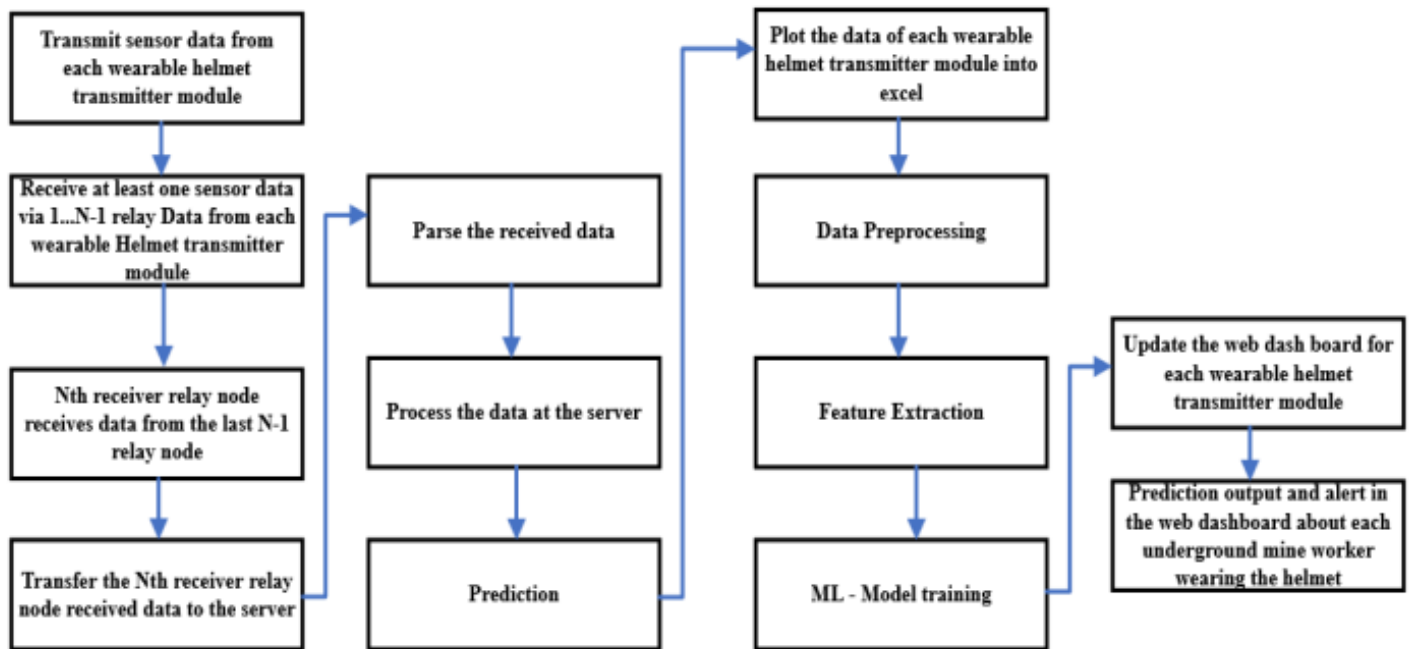 Transmit sensor data from
each wearable helmet
transmitter module
Receive at least one sensor data
via 1...N-1 relay Data from each
wearable Helmet transmitter
module
Nth receiver relay node
receives data from the last N-1
relay node
Transfer the Nth receiver relay
node received data to the server
Parse the received data
Process the data at the server
Prediction
Plot the data of each wearable
helmet transmitter module into
excel
Data Preprocessing
Feature Extraction
ML - Model training
Update the web dash board for
each wearable helmet
transmitter module
Prediction output and alert in
the web dashboard about each
underground mine worker
wearing the helmet